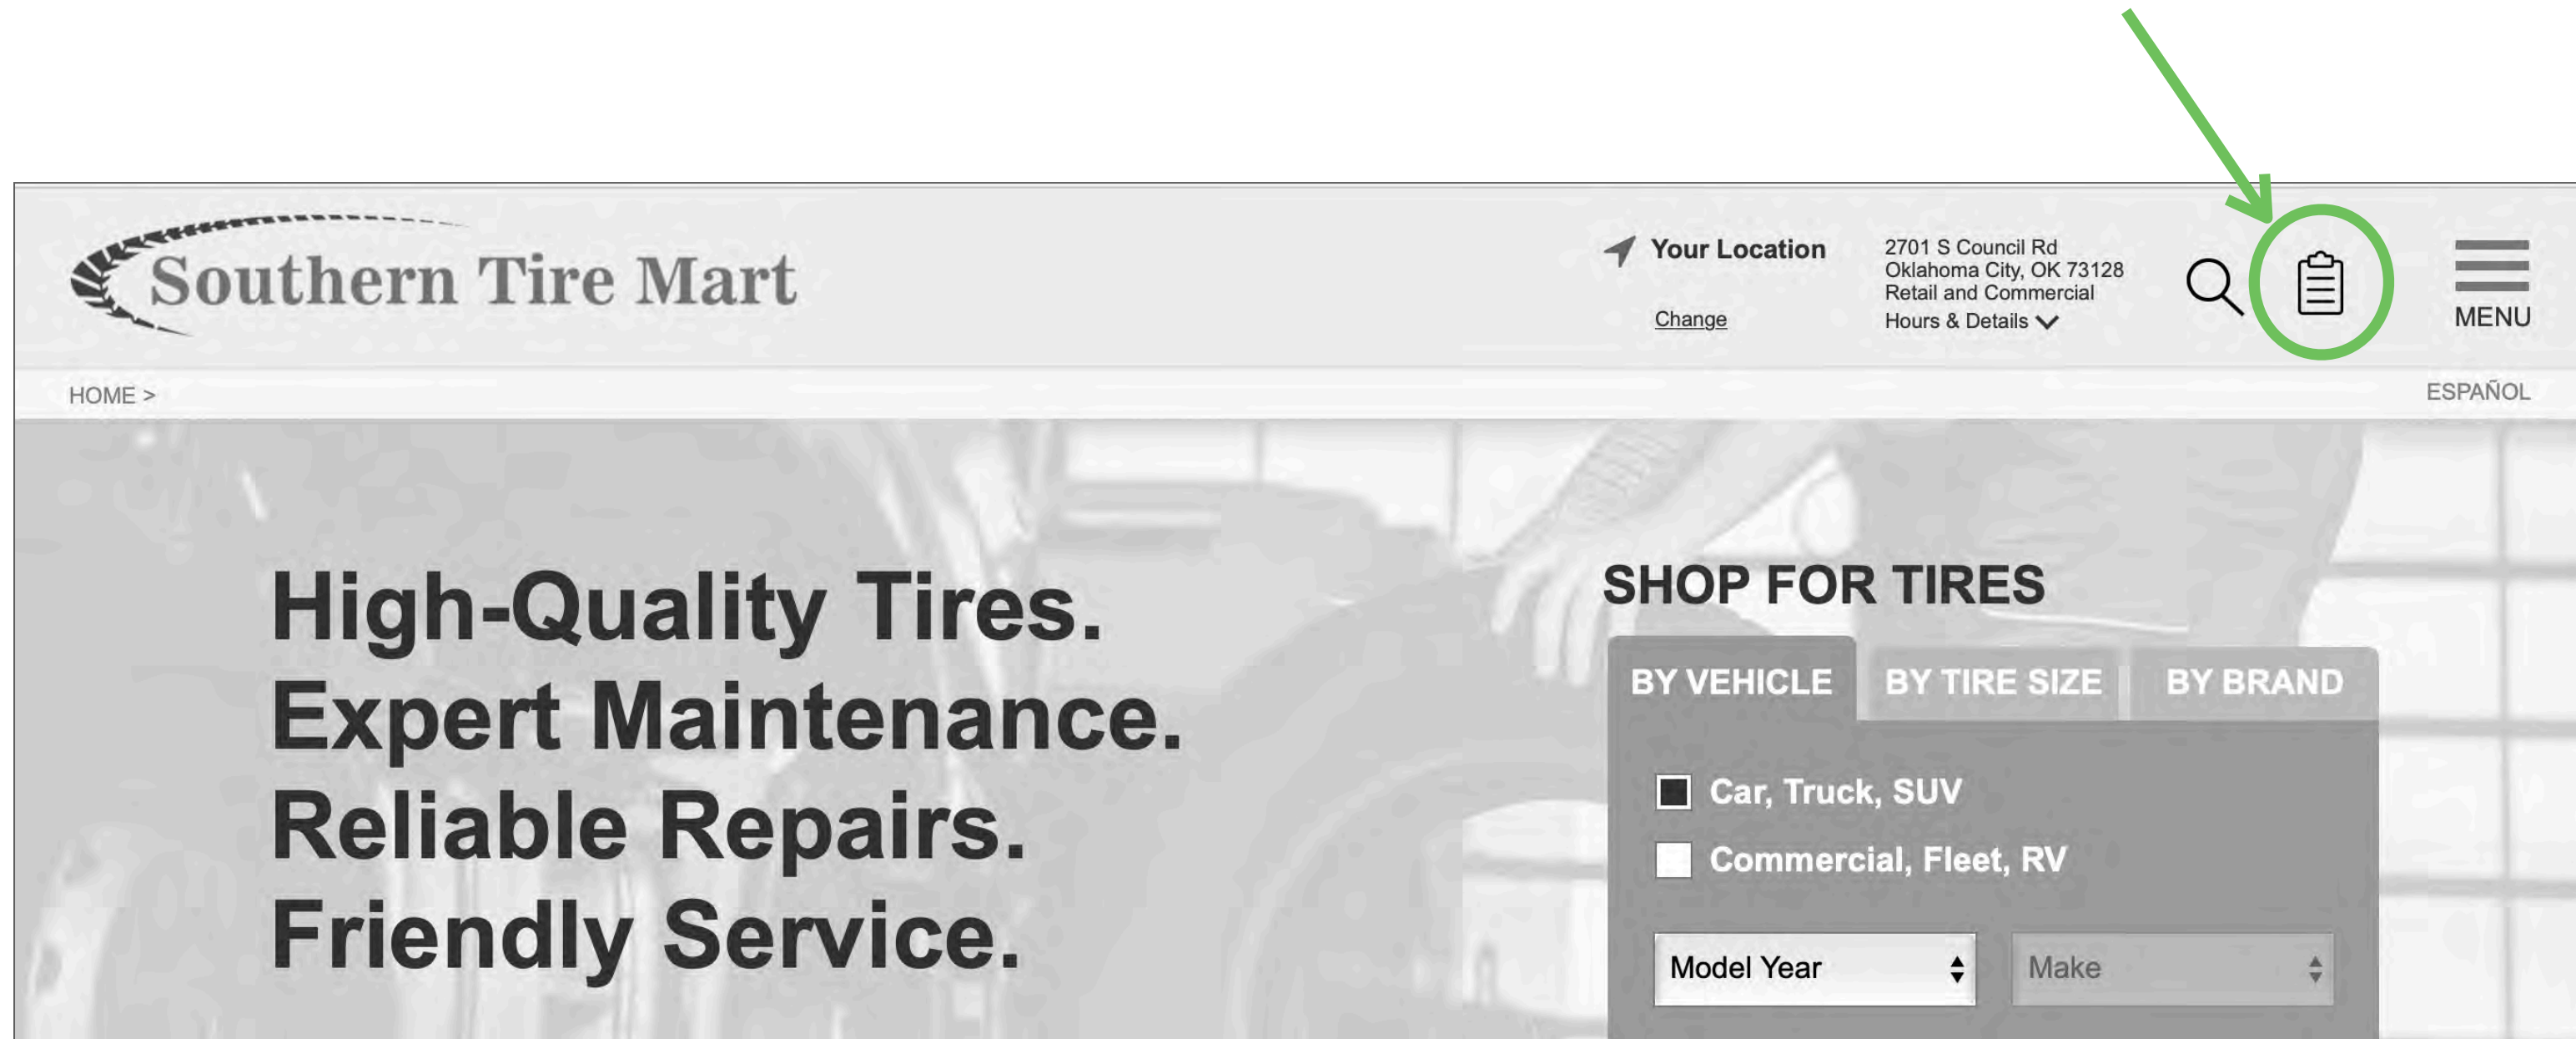 Southern Tire Mart
Your Location
Change
2701 S Council Rd
Oklahoma City, OK 73128
Retail and Commercial
Hours & Details
MENU
HOME >
ESPAÑOL
High-Quality Tires.
Expert Maintenance.
Reliable Repairs.
Friendly Service.
SHOP FOR TIRES
BY VEHICLE
BY TIRE SIZE
BY BRAND
Car, Truck, SUV
Commercial, Fleet, RV
Model Year
Make